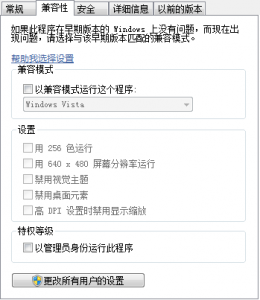 常规 兼容性 安全 详细信息 以前的版本
如果此程序在早期版本的 Windows 上没有问题，而现在出
现问题，请选择与该早期版本匹配的兼容模式。
帮助我选择设置
兼容模式
以兼容模式运行这个程序:
Windows Vista
设置
用 256 色运行
用 640 x 480 屏幕分辨率运行
禁用视觉主题
禁用桌面元素
高 DPI 设置时禁用显示缩放
特权等级
以管理员身份运行此程序
更改所有用户的设置